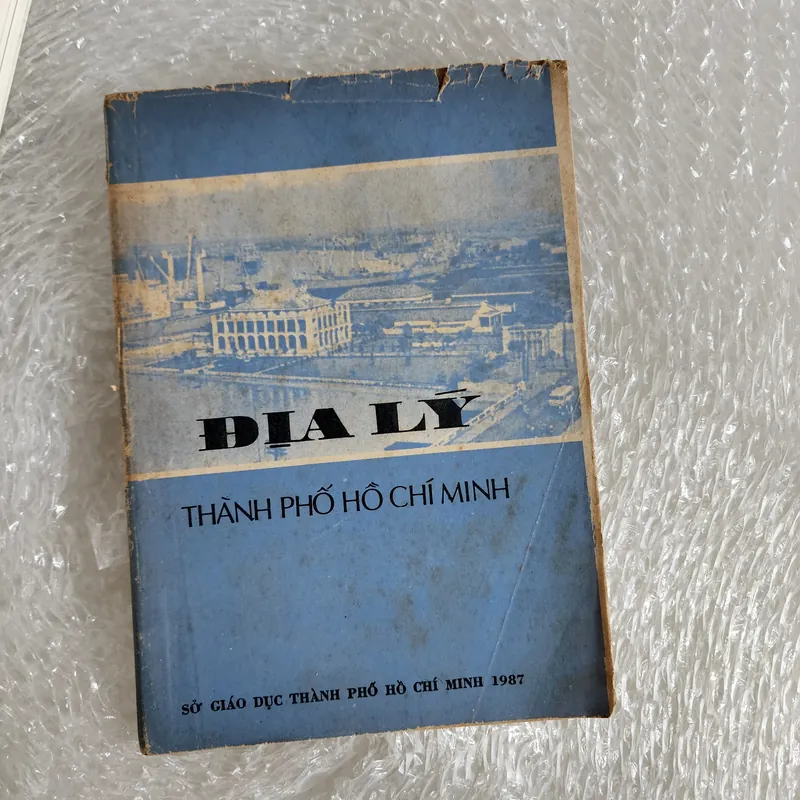 ĐỊA LÝ
THÀNH PHỐ HỒ CHÍ MINH
SỞ GIÁO DỤC THÀNH PHỐ HỒ CHÍ MINH 1987